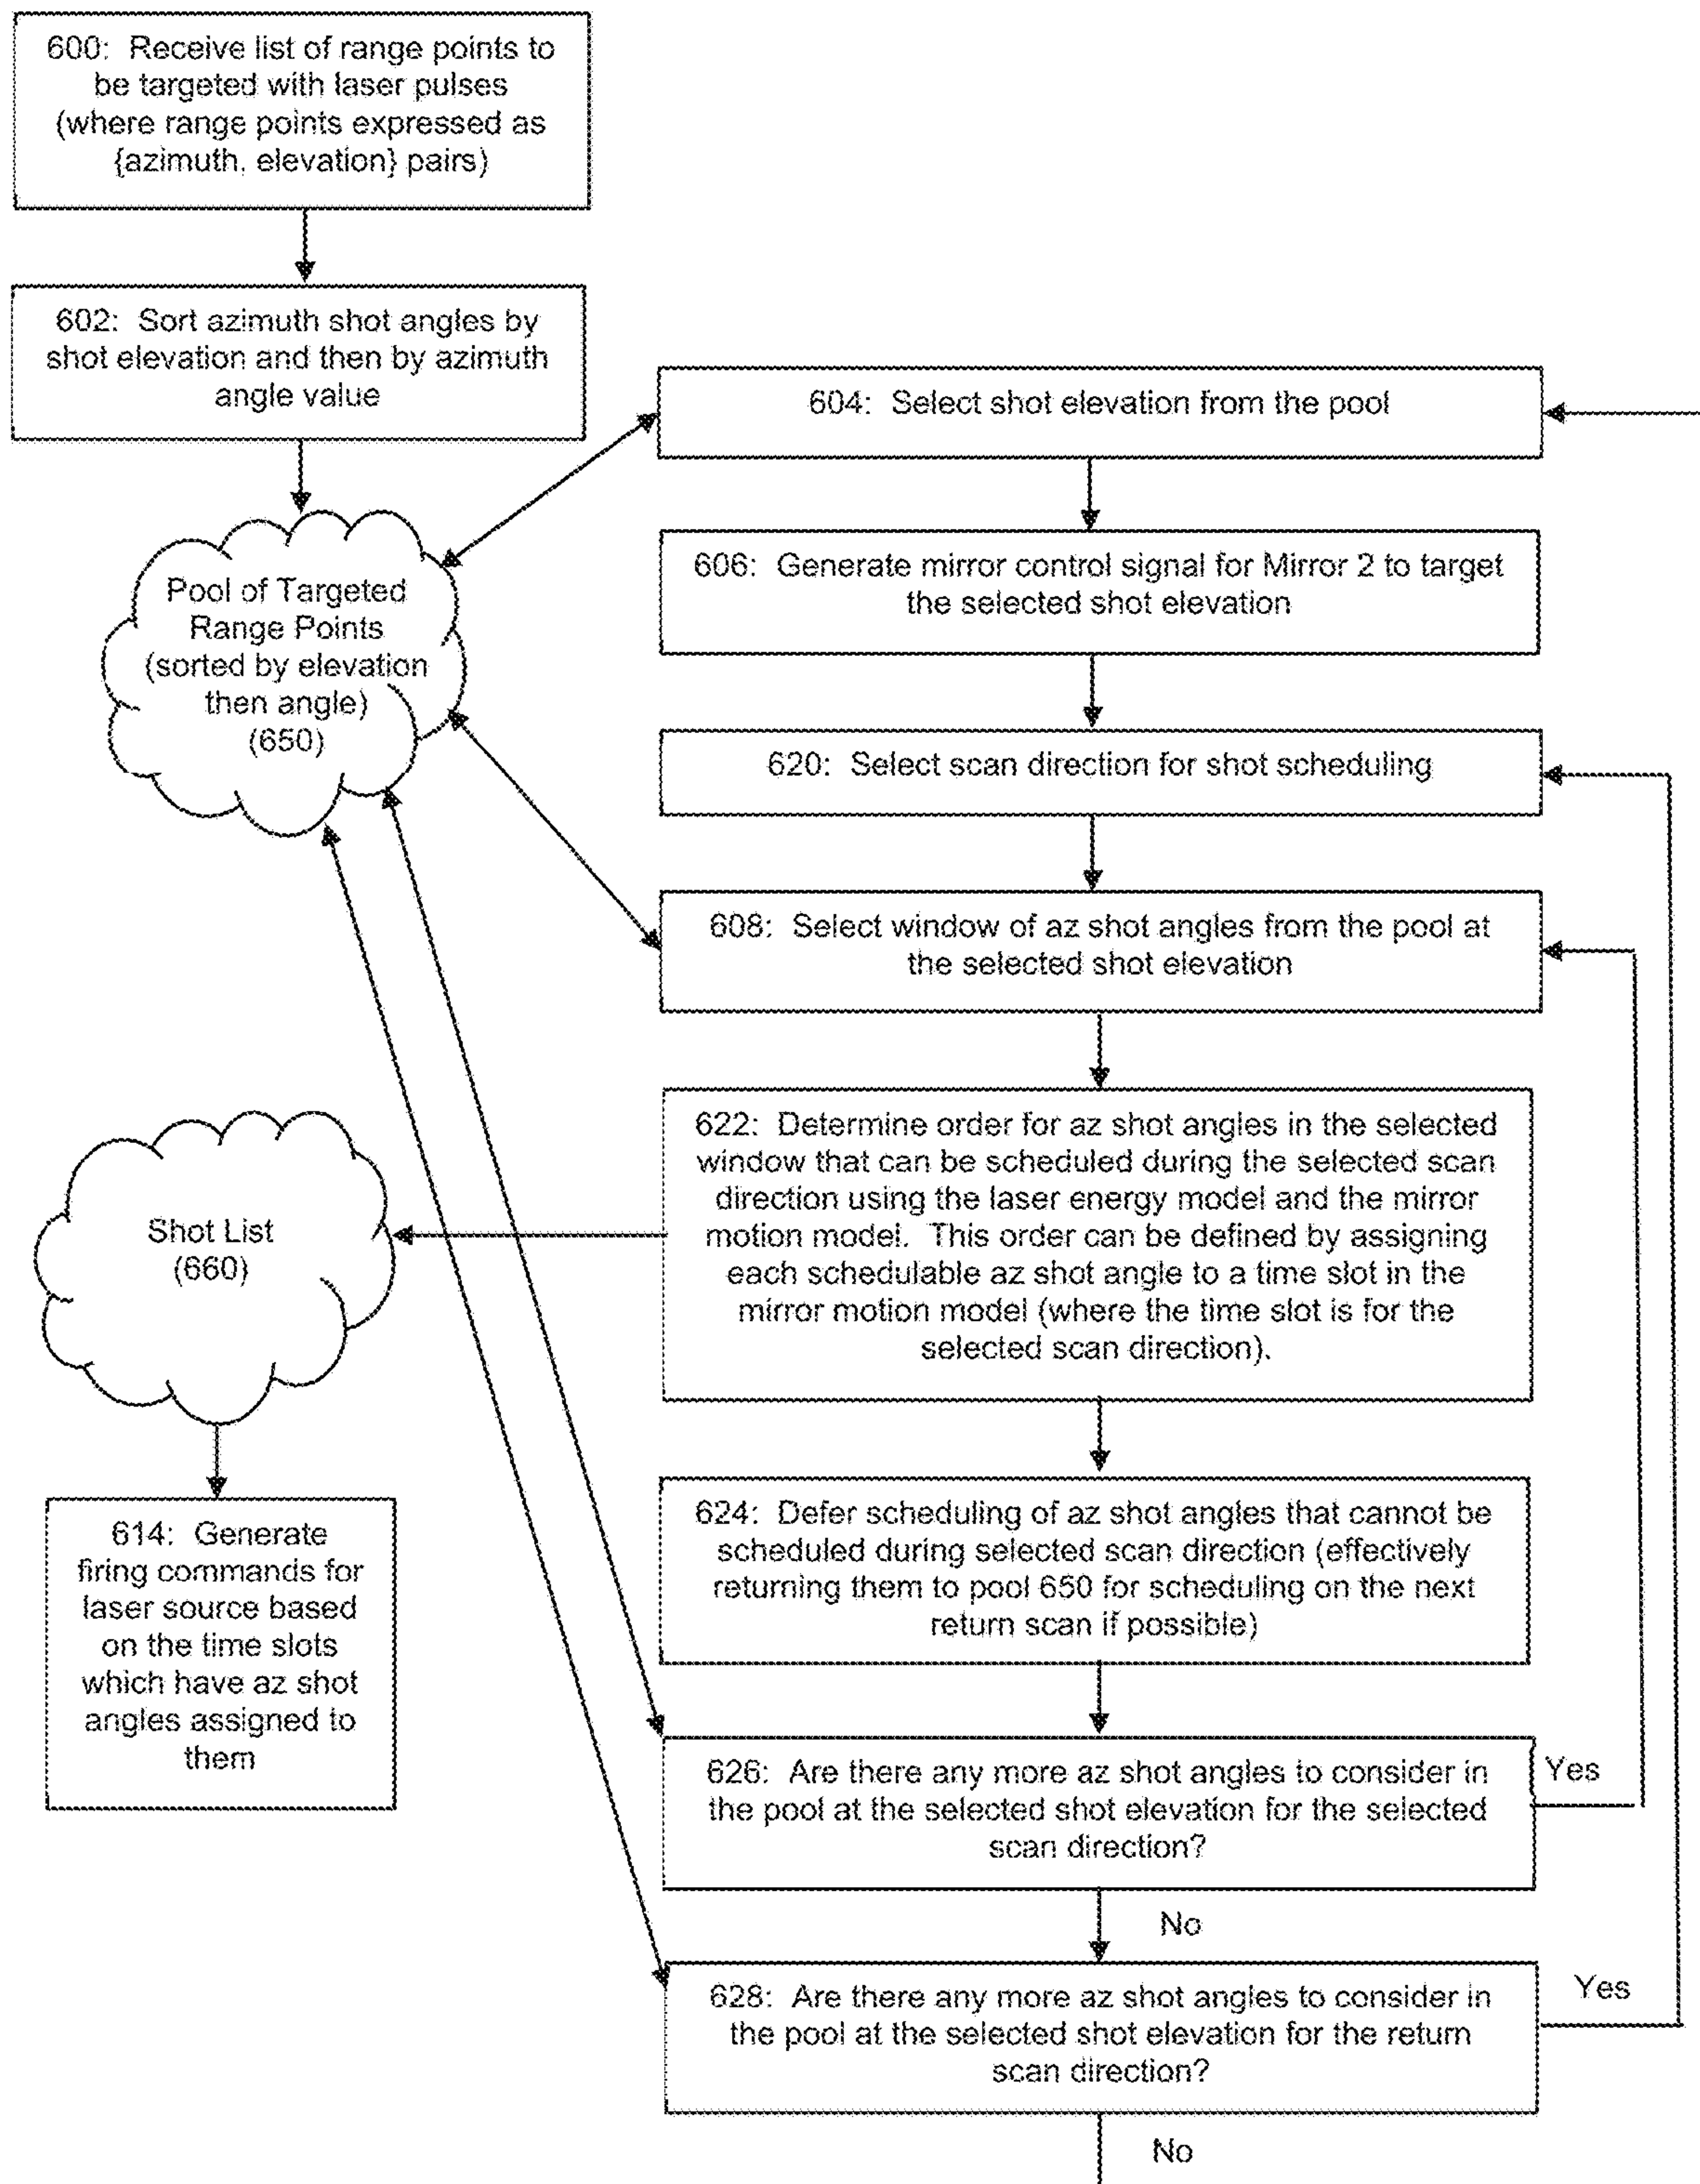 600: Receive list of range points to
be targeted with laser pulses
(where range points expressed as
{azimuth, elevation} pairs)
602: Sort azimuth shot angles by
shot elevation and then by azimuth
angle value
Pool of Targeted
Range Points
(sorted by elevation
then angle)
(650)
604: Select shot elevation from the pool
606: Generate mirror control signal for Mirror 2 to target
the selected shot elevation
620: Select scan direction for shot scheduling
608: Select window of az shot angles from the pool at
the selected shot elevation
622: Determine order for az shot angles in the selected
window that can be scheduled during the selected scan
direction using the laser energy model and the mirror
motion model. This order can be defined by assigning
each schedulable az shot angle to a time slot in the
mirror motion model (where the time slot is for the
selected scan direction).
Shot List
(660)
614: Generate
firing commands for
laser source based
on the time slots
which have az shot
angles assigned to
them
624: Defer scheduling of az shot angles that cannot be
scheduled during selected scan direction (effectively
returning them to pool 650 for scheduling on the next
return scan if possible)
626: Are there any more az shot angles to consider in
the pool at the selected shot elevation for the selected
scan direction?
Yes
No
628: Are there any more az shot angles to consider in
the pool at the selected shot elevation for the return
scan direction?
Yes
No